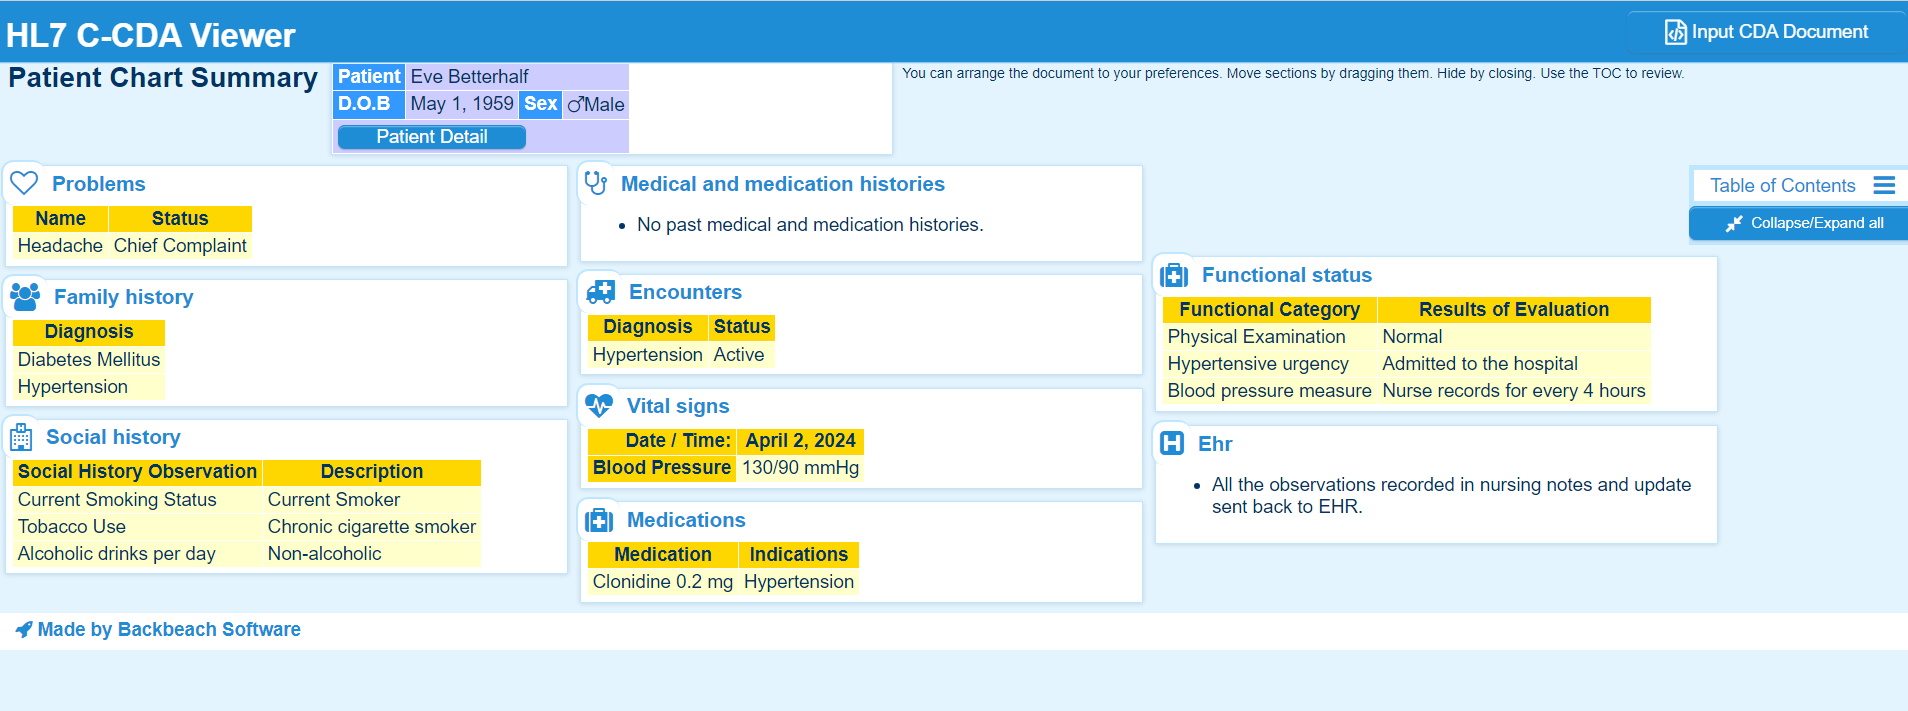 HL7 C-CDA Viewer
Input CDA Document
Patient Chart Summary
Patient Eve Betterhalf
D.O.B May 1, 1959 Sex ♂Male
Patient Detail
You can arrange the document to your preferences. Move sections by dragging them. Hide by closing. Use the TOC to review.
Problems
Name Status
Headache Chief Complaint
Family history
Diagnosis
Diabetes Mellitus
Hypertension
Social history
Social History Observation Description
Current Smoking Status Current Smoker
Tobacco Use Chronic cigarette smoker
Alcoholic drinks per day Non-alcoholic
Medical and medication histories
• No past medical and medication histories.
Encounters
Diagnosis Status
Hypertension Active
Vital signs
Date / Time: April 2, 2024
Blood Pressure 130/90 mmHg
Medications
Medication Indications
Clonidine 0.2 mg Hypertension
Table of Contents
Collapse/Expand all
Functional status
Functional Category Results of Evaluation
Physical Examination Normal
Hypertensive urgency Admitted to the hospital
Blood pressure measure Nurse records for every 4 hours
Ehr
• All the observations recorded in nursing notes and update
sent back to EHR.
Made by Backbeach Software